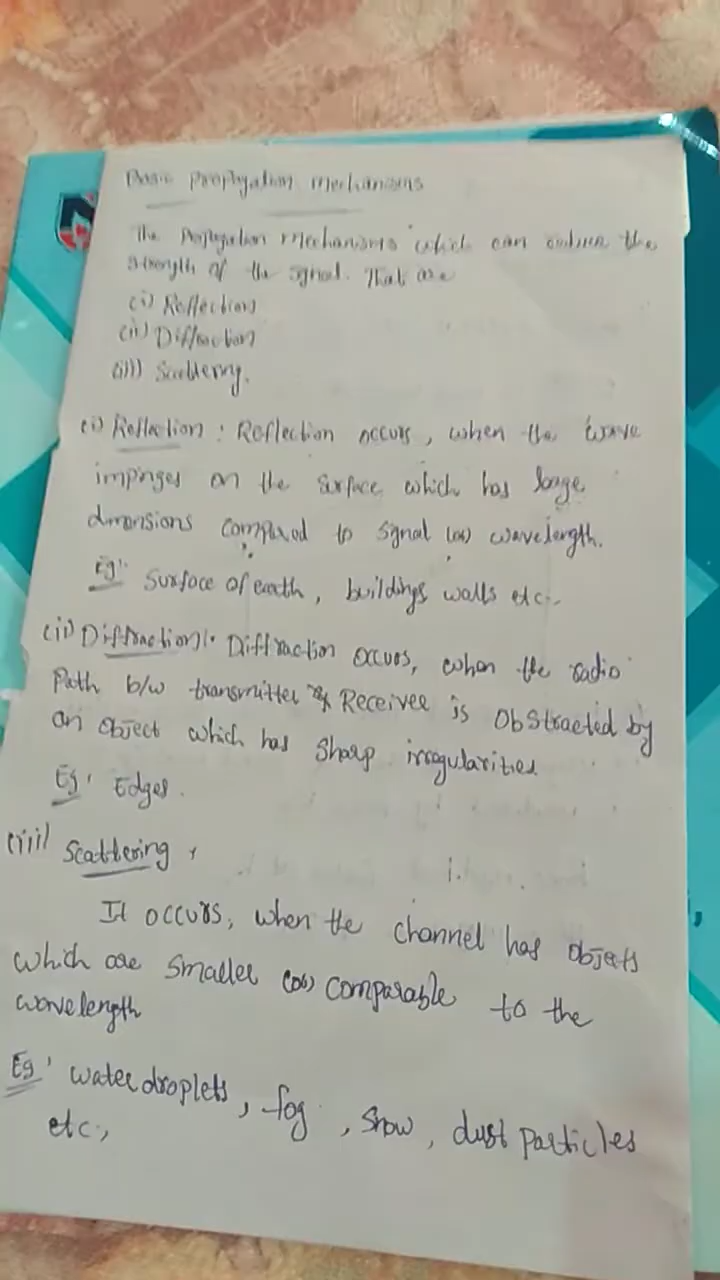 Basic Propagation Mechanisms
The Propagation Mechanisms which can the
strength of the signal. That are
(i) Reflection
(ii) Diffraction
(iii) Scattering.
(i) Reflection : Reflection occurs, when the wave
impinges on the surface which has large
dimensions compared to signal (or) wavelength.
Eg: Surface of earth, buildings walls etc.
(ii) Diffraction: Diffraction occurs, when the radio
Path b/w transmitter & Receiver is Obstracted by
an object which has sharp irregularities
Eg: Edges.
(iii) Scattering :
It occurs, when the channel has objects
which are smaller (or) comparable to the
wavelength
Eg: water droplets, fog, snow, dust particles
etc.,